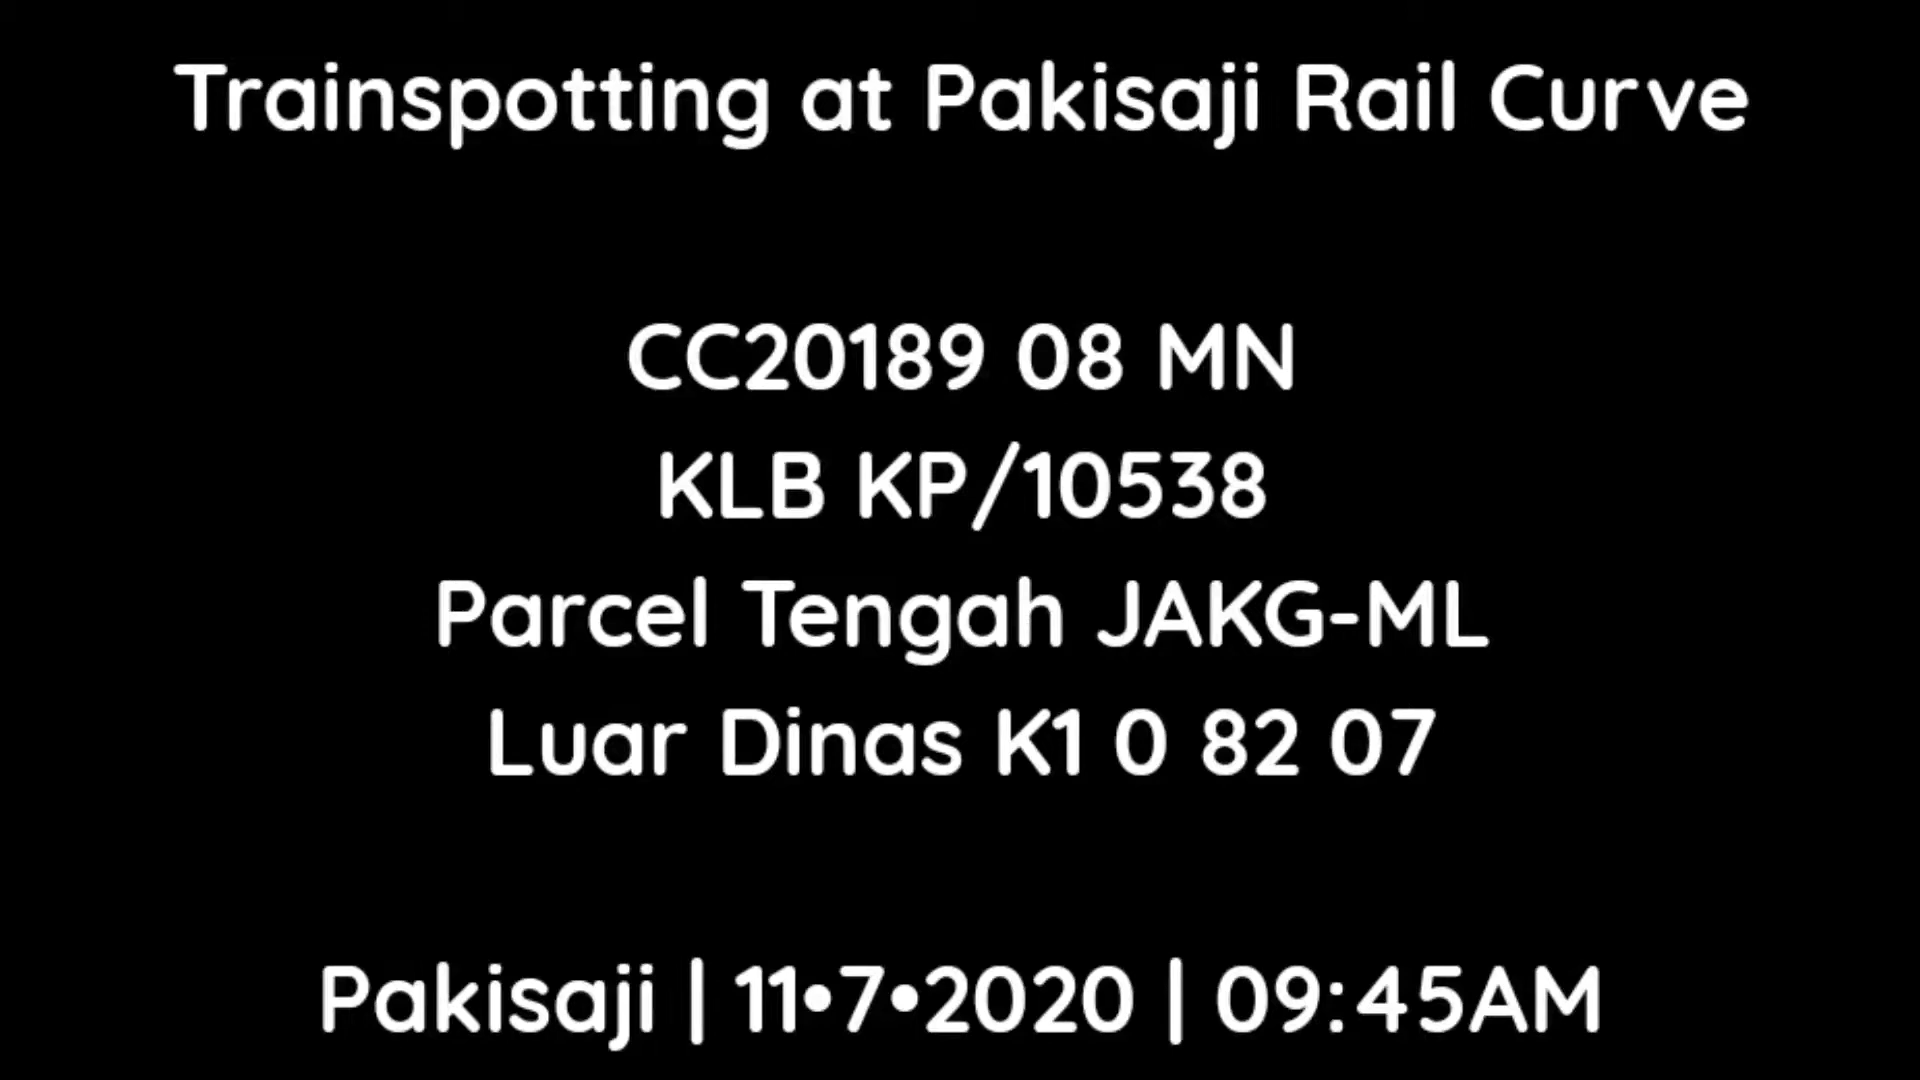 Trainspotting at Pakisaji Rail Curve
CC20189 08 MN
KLB KP/10538
Parcel Tengah JAKG-ML
Luar Dinas K1 0 82 07
Pakisaji | 11•7•2020 | 09:45AM